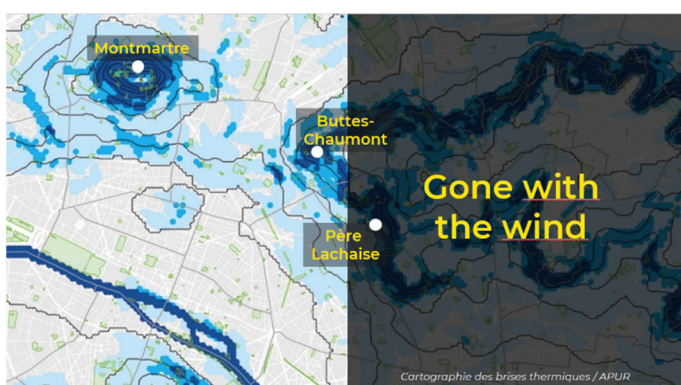 Montmartre
Buttes-
Chaumont
Gone with
the wind
Père
Lachaise
Cartographie des brises thermiques / APUR